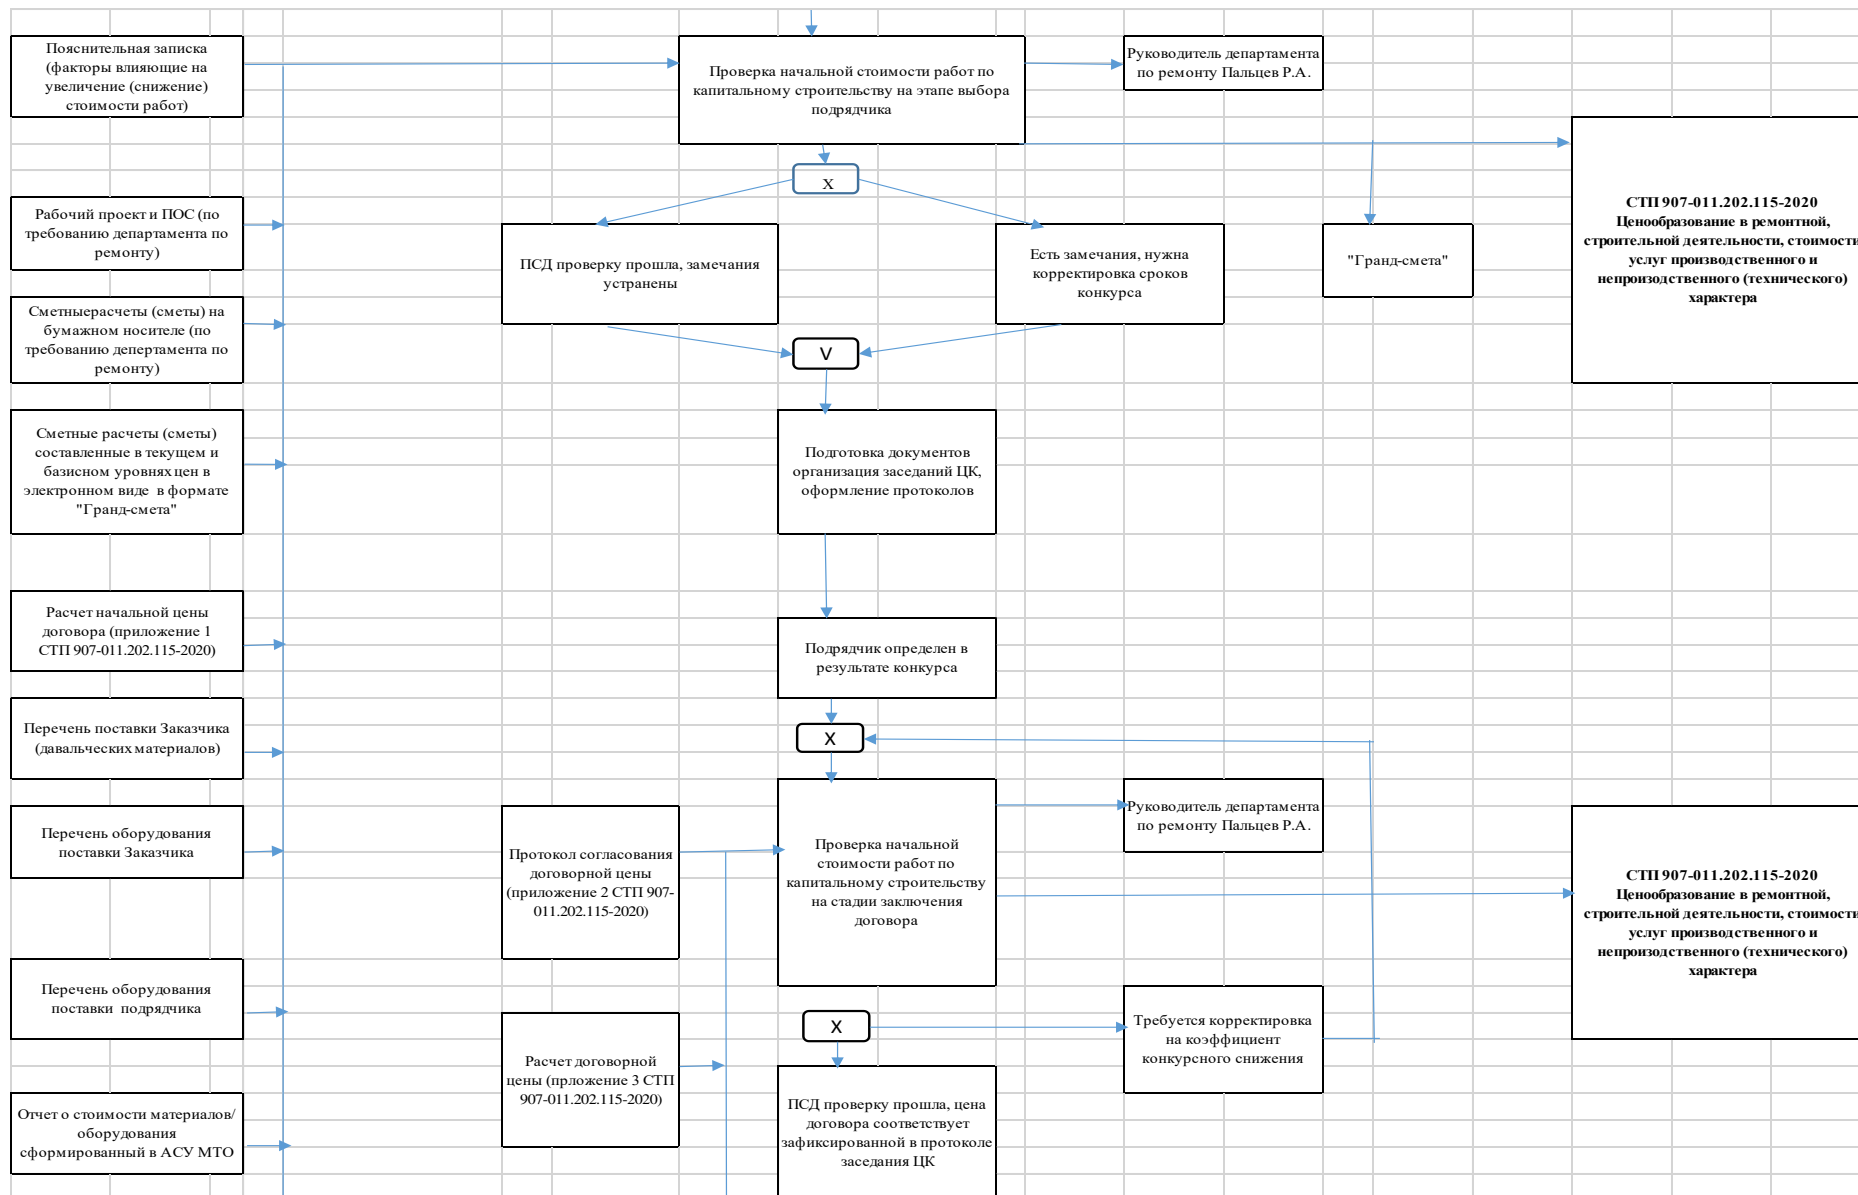 Пояснительная записка
(факторы влияющие на
увеличение (снижение)
стоимости работ)
Проверка начальной стоимости работ по
капитальному строительству на этапе выбора
подрядчика
Руководитель департамента
по ремонту Пальцев Р.А.
X
Рабочий проект и ПОС (по
требованию департамента по
ремонту)
ПСД проверку прошла, замечания
устранены
Есть замечания, нужна
корректировка сроков
конкурса
"Гранд-смета"
СТП 907-011.202.115-2020
Ценообразование в ремонтной,
строительной деятельности, стоимости
услуг производственного и
непроизодственного (технического)
характера
Сметныерасчеты (сметы) на
бумажном носителе (по
требованию депертамента по
ремонту)
V
Сметные расчеты (сметы)
составленные в текущем и
базисном уровнях цен в
электронном виде в формате
"Гранд-смета"
Подготовка документов
организация заседаний ЦК,
оформление протоколов
Расчет начальной цены
договора (приложение 1
СТП 907-011.202.115-2020)
Подрядчик определен в
результате конкурса
Перечень поставки Заказчика
(давальческих материалов)
X
Перечень оборудования
поставки Заказчика
Протокол согласования
договорной цены
(приложение 2 СТП 907-
011.202.115-2020)
Проверка начальной
стоимости работ по
капитальному строительству
на стадии заключения
договора
Руководитель департамента
по ремонту Пальцев Р.А.
СТП 907-011.202.115-2020
Ценообразование в ремонтной,
строительной деятельности, стоимости
услуг производственного и
непроизодственного (технического)
характера
Перечень оборудования
поставки подрядчика
X
Требуется корректировка
на коэффициент
конкурсного снижения
Расчет договорной
цены (прложение 3 СТП
907-011.202.115-2020)
Отчет о стоимости материалов/
оборудования
сформированный в АСУ МТО
ПСД проверку прошла, цена
договора соответствует
зафиксированной в протоколе
заседания ЦК